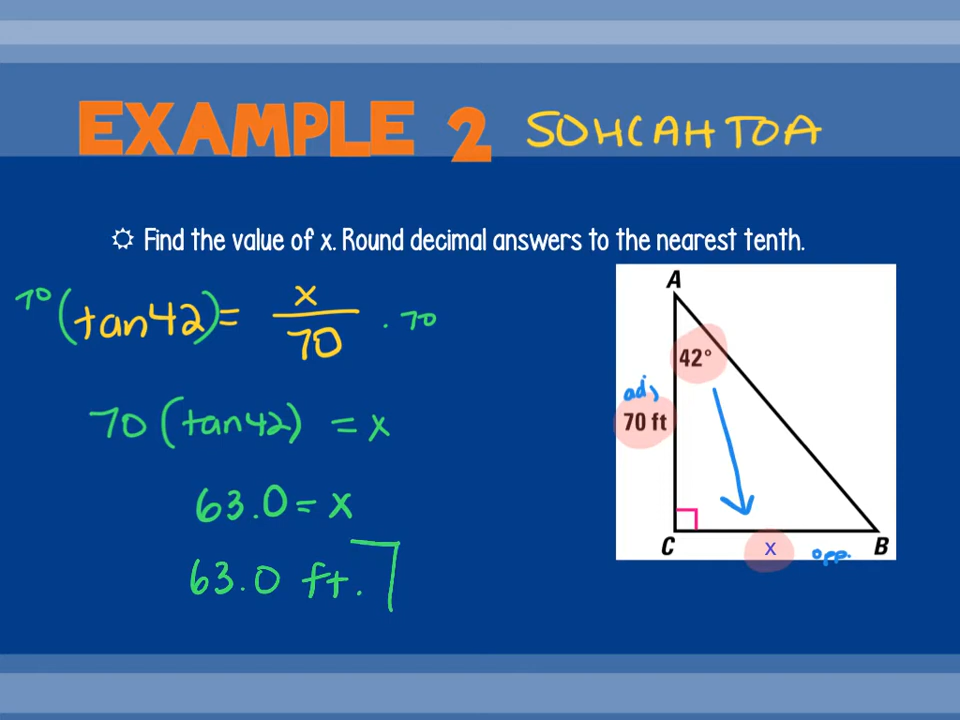 EXAMPLE 2 SOHCAHTOA
Find the value of x. Round decimal answers to the nearest tenth.
70 (tan42) = x/70 . 70
70 (tan42) = x
63.0 = x
63.0 ft.
A
42°
adj
70 ft
C
x
opp.
B